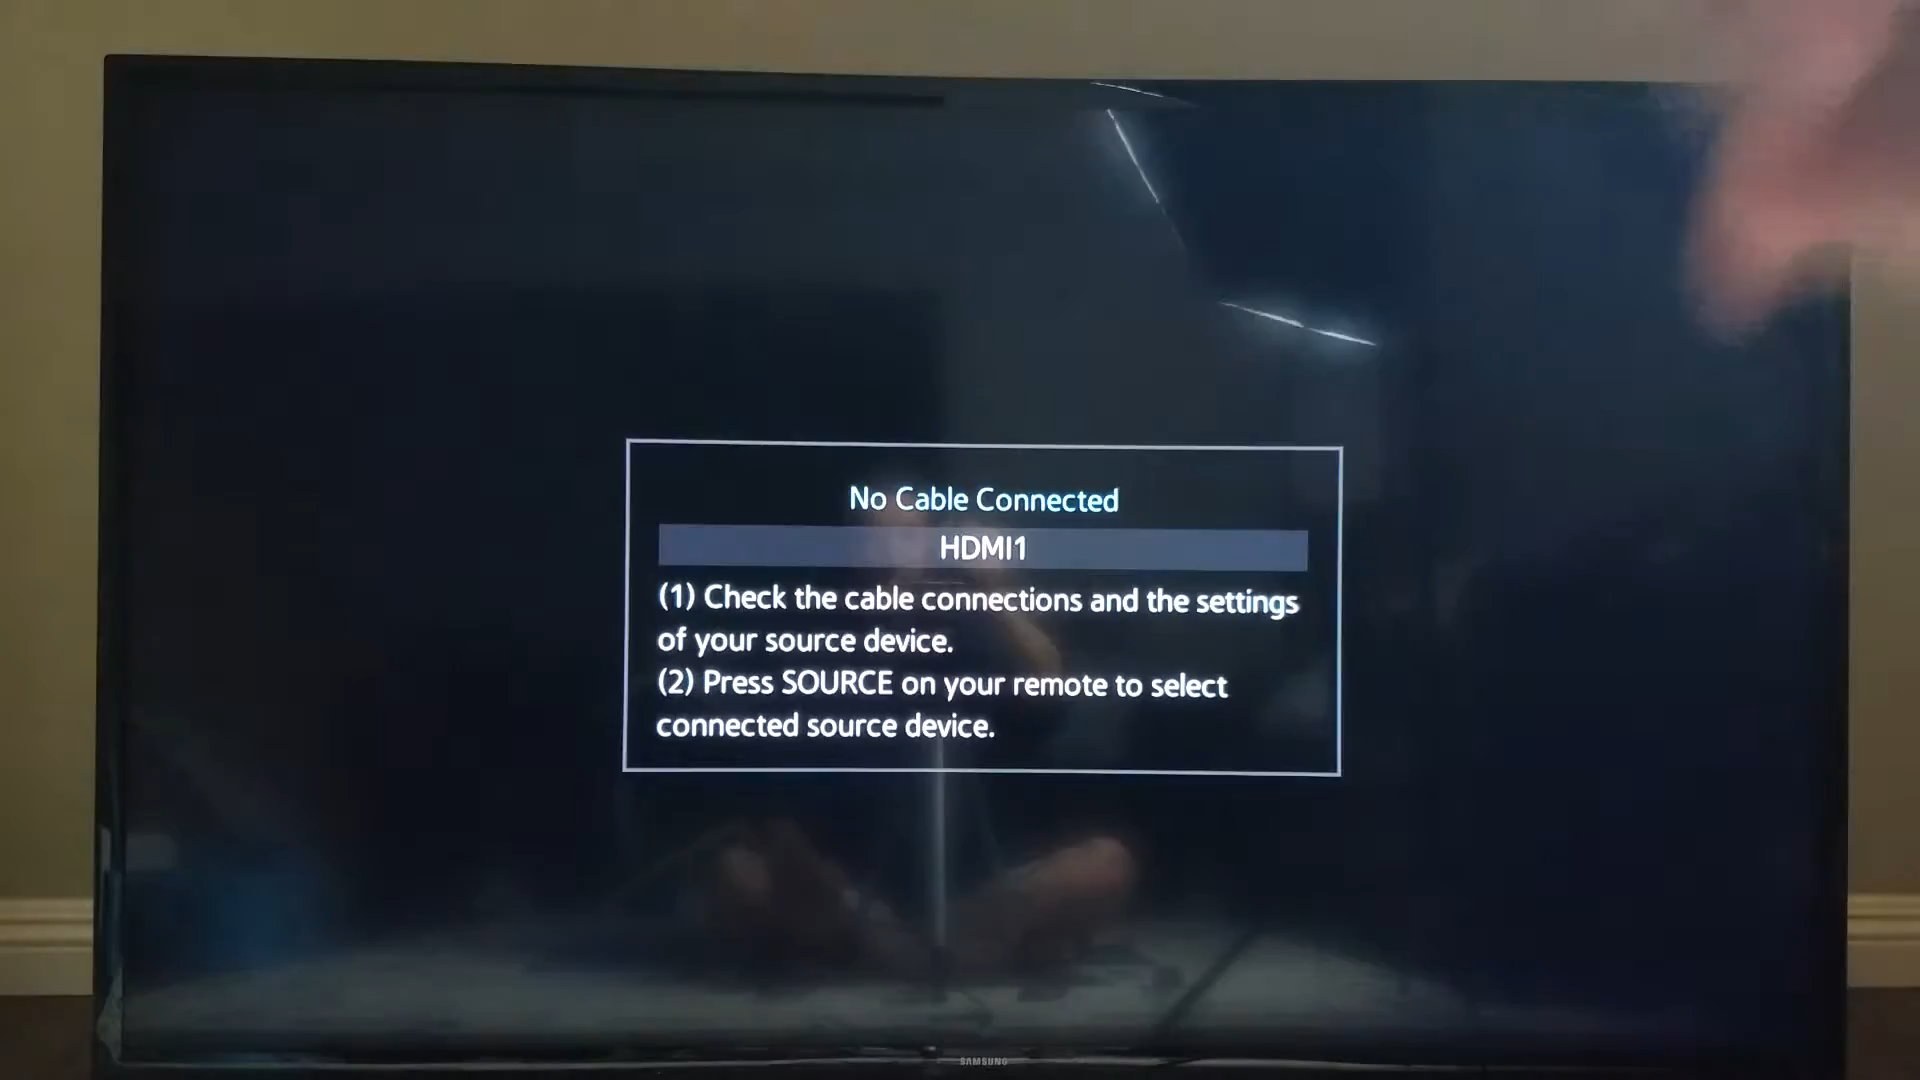 No Cable Connected
HDMI1
(1) Check the cable connections and the settings
of your source device.
(2) Press SOURCE on your remote to select
connected source device.
SAMSUNG